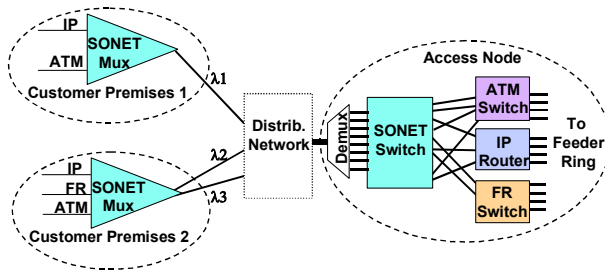 IP
SONET
Mux
ATM
Customer Premises 1
λ1
IP
FR
ATM
SONET
Mux
Customer Premises 2
λ2
λ3
Distrib.
Network
Access Node
Demux
SONET
Switch
ATM
Switch
IP
Router
FR
Switch
To
Feeder
Ring